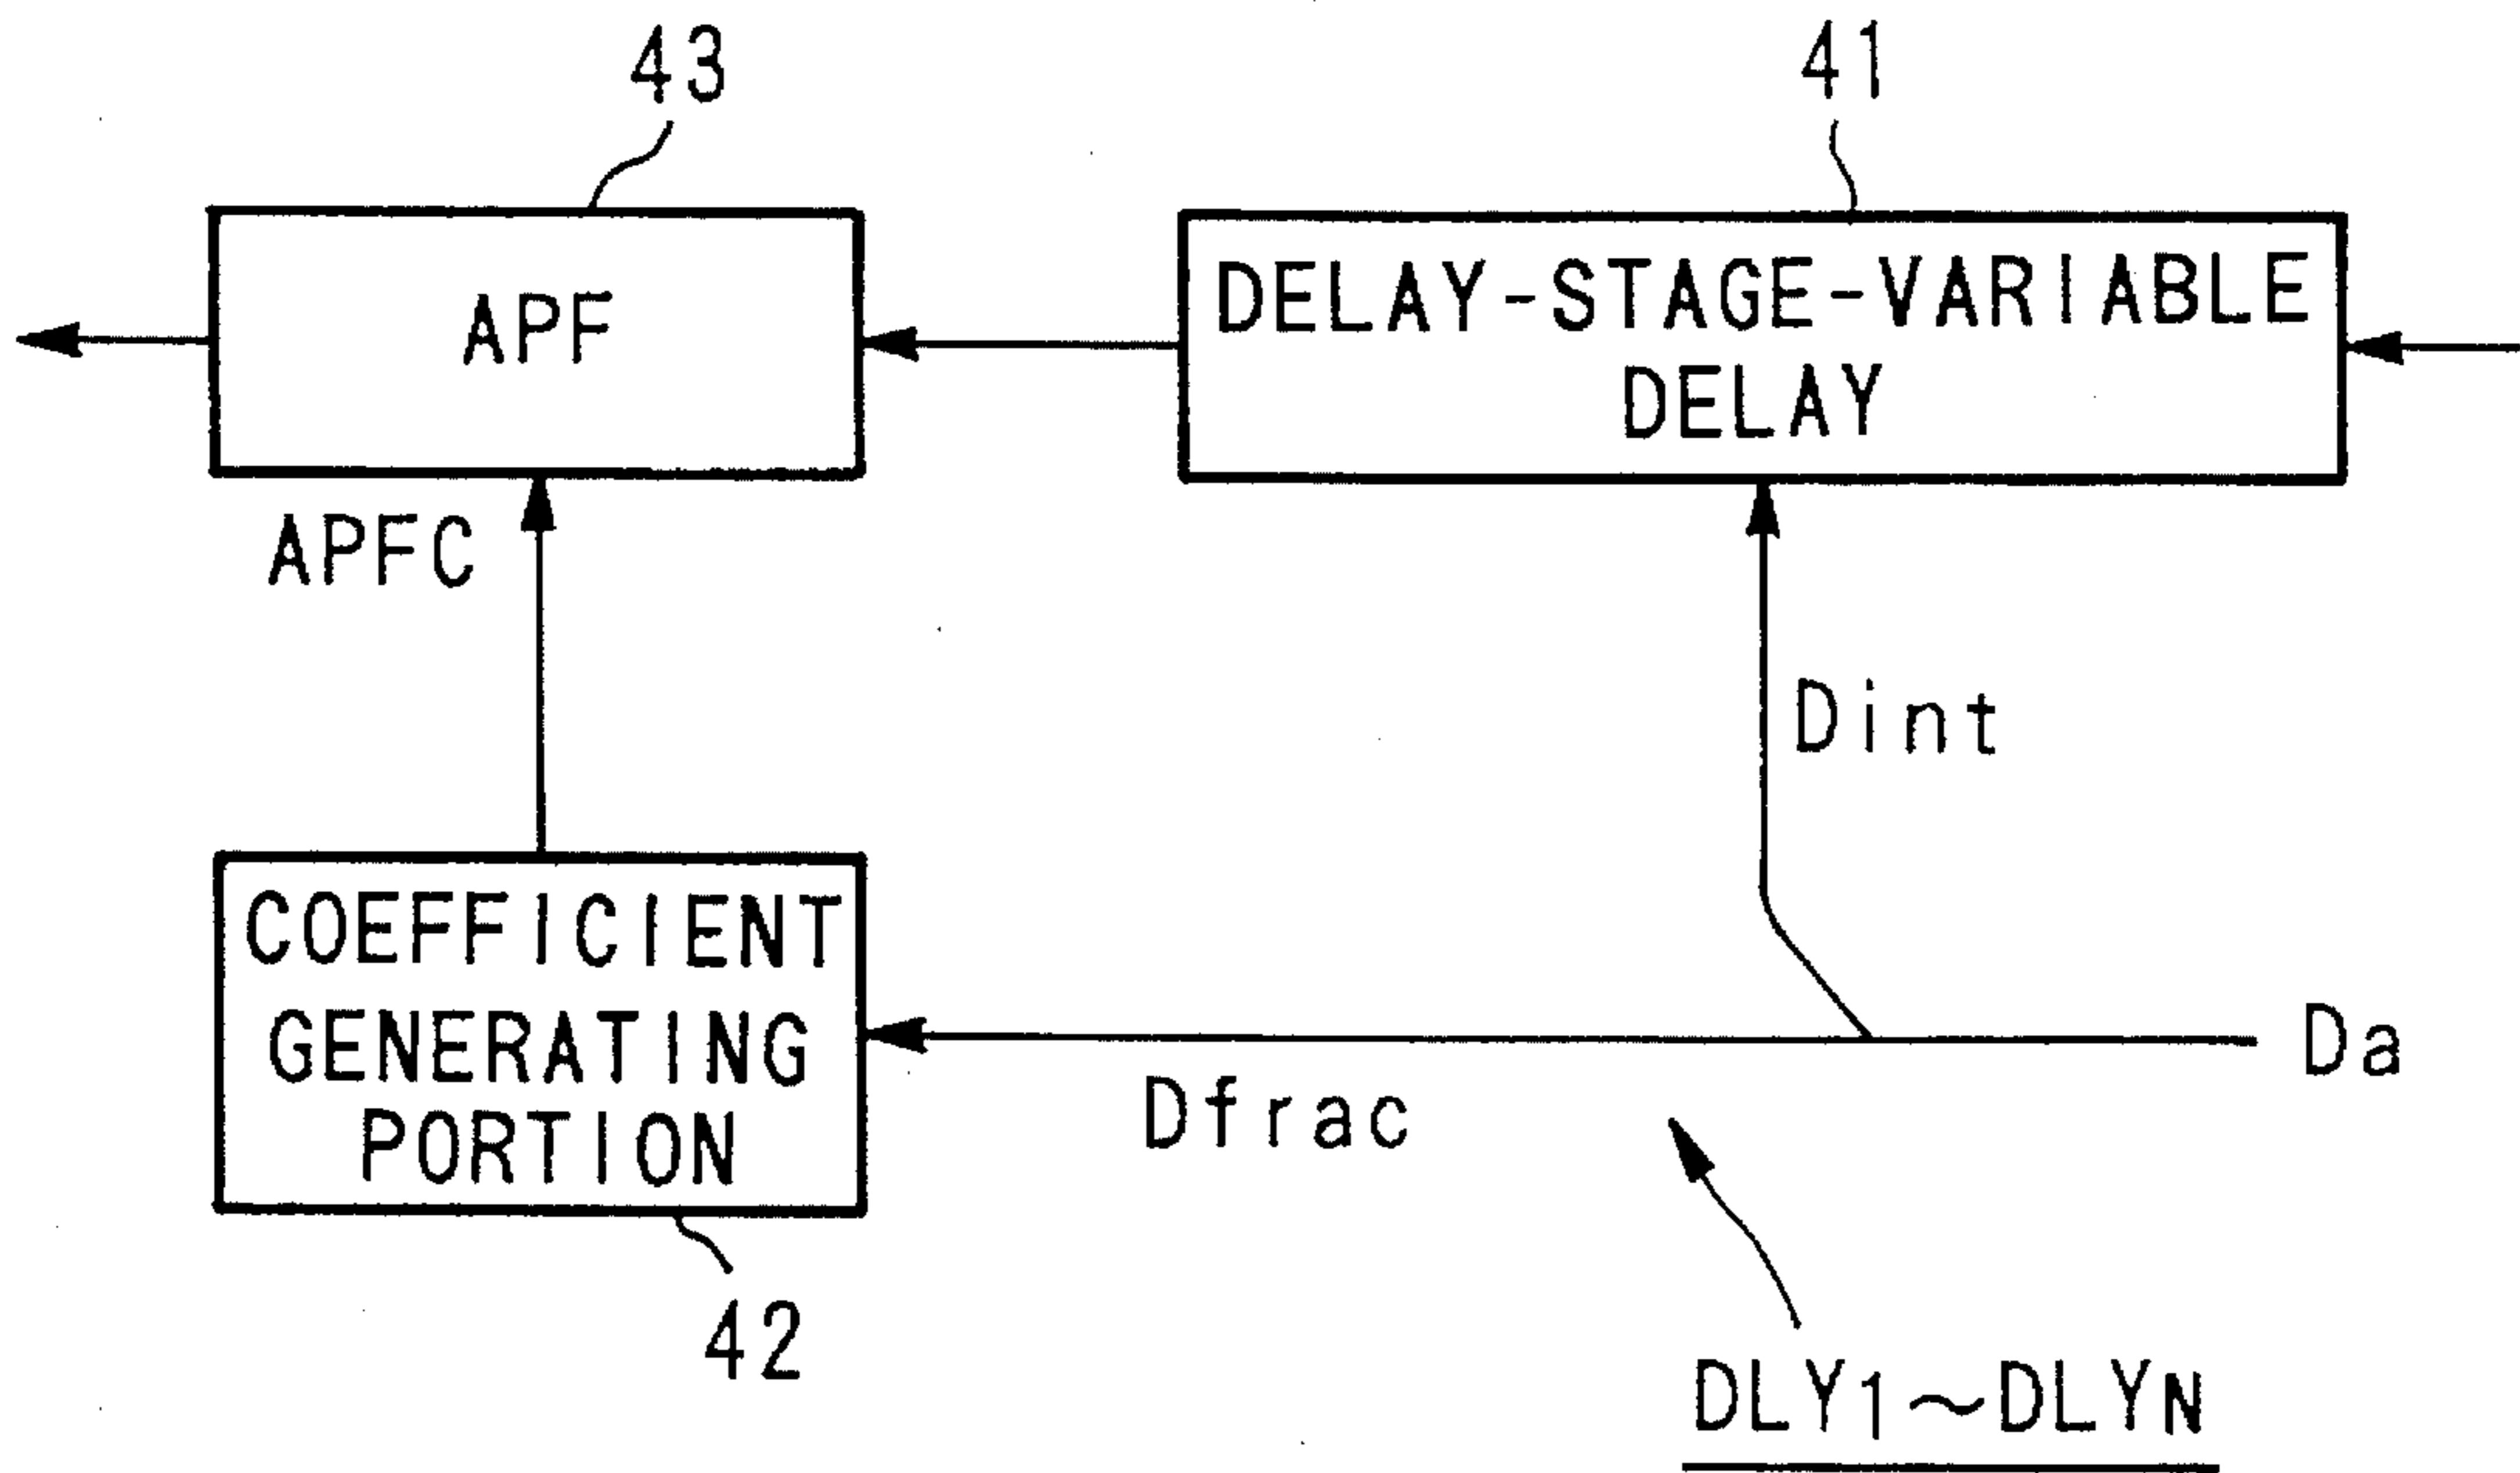 43
41
APF
DELAY-STAGE-VARIABLE
DELAY
APFC
Dint
COEFFICIENT
GENERATING
PORTION
Da
Dfrac
42
DLY1~DLYN